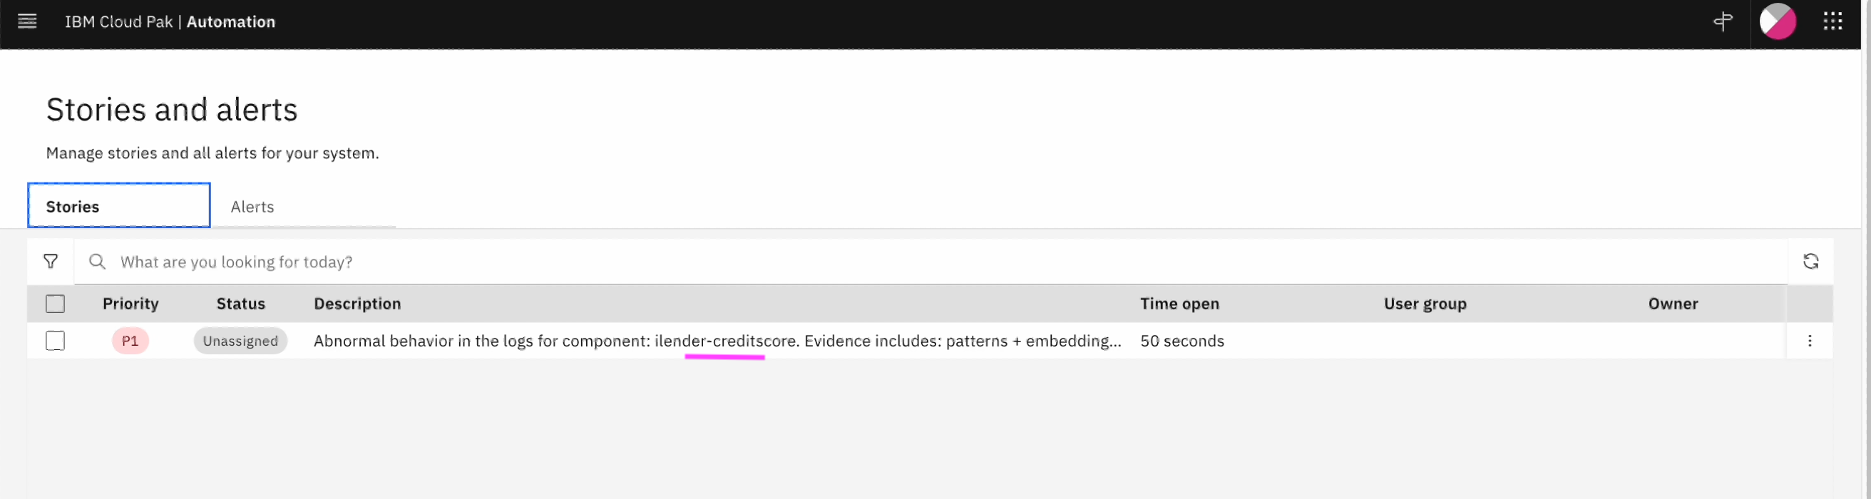 IBM Cloud Pak | Automation
Stories and alerts
Manage stories and all alerts for your system.
Stories Alerts
What are you looking for today?
Priority Status Description Time open User group Owner
P1 Unassigned Abnormal behavior in the logs for component: ilender-creditscore. Evidence includes: patterns + embedding... 50 seconds